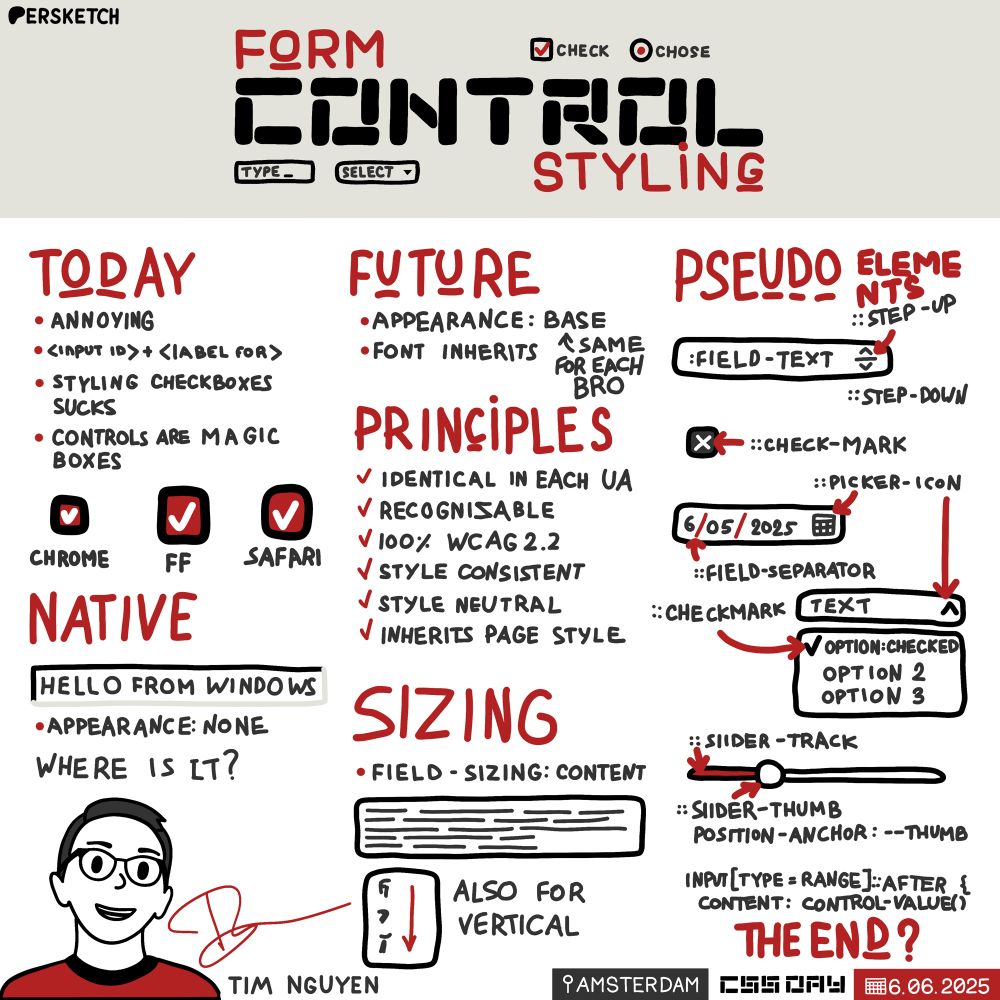 PERSKETCH
FORM
CHECK CHOSE
CONTROL
TYPE_ SELECT
STYLING
TODAY
• ANNOYING
• <INPUT ID> + <LABEL FOR>
• STYLING CHECKBOXES
SUCKS
• CONTROLS ARE MAGIC
BOXES
CHROME FF SAFARI
NATIVE
HELLO FROM WINDOWS
• APPEARANCE: NONE
WHERE IS IT?
TIM NGUYEN
FUTURE
• APPEARANCE: BASE
• FONT INHERITS
↑ SAME
FOR EACH
BRO
PRINCIPLES
✓ IDENTICAL IN EACH UA
✓ RECOGNISABLE
✓ 100% WCAG 2.2
✓ STYLE CONSISTENT
✓ STYLE NEUTRAL
✓ INHERITS PAGE STYLE
SIZING
• FIELD-SIZING: CONTENT
ALSO FOR
VERTICAL
PSEUDO ELEME
NTS
::STEP-UP
:FIELD-TEXT
::STEP-DOWN
::CHECK-MARK
::PICKER-ICON
6/05/2025
::FIELD-SEPARATOR
::CHECKMARK
TEXT
✓ OPTION:CHECKED
OPTION 2
OPTION 3
::SlIDER-TRACK
::SlIDER-THUMB
POSITION-ANCHOR: --THUMB
INPUT[TYPE=RANGE]::AFTER {
CONTENT: CONTROL-VALUE()
THE END?
AMSTERDAM CSS DAY 6.06.2025